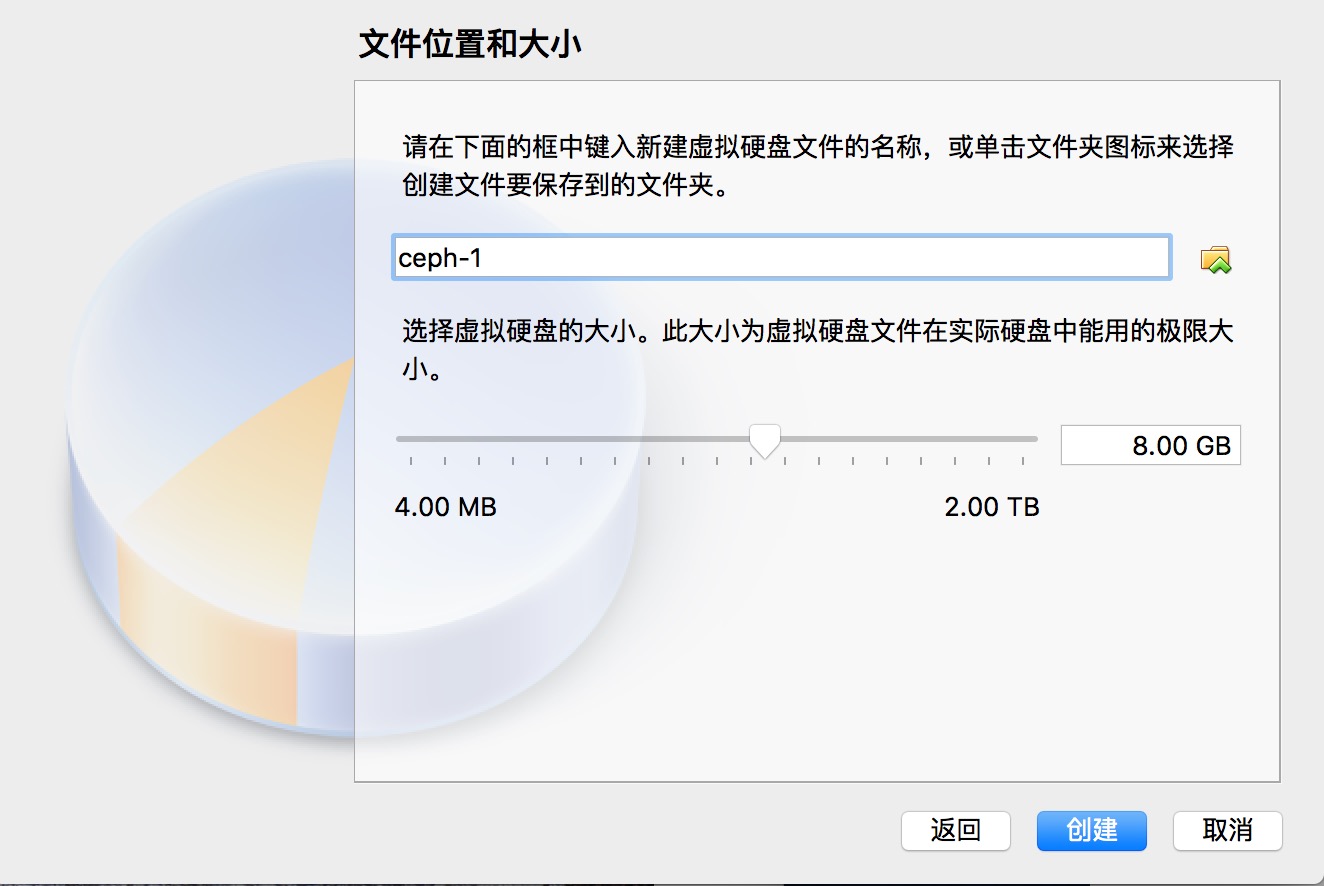 文件位置和大小
请在下面的框中键入新建虚拟硬盘文件的名称，或单击文件夹图标来选择
创建文件要保存到的文件夹。
ceph-1
选择虚拟硬盘的大小。此大小为虚拟硬盘文件在实际硬盘中能用的极限大
小。
8.00 GB
4.00 MB 2.00 TB
返回 创建 取消